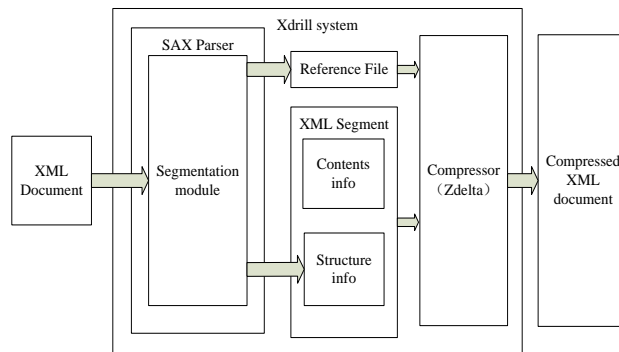 Xdrill system
SAX Parser
Reference File
XML Segment
XML
Document
Segmentation
module
Contents
info
Structure
info
Compressor
（Zdelta）
Compressed
XML
document